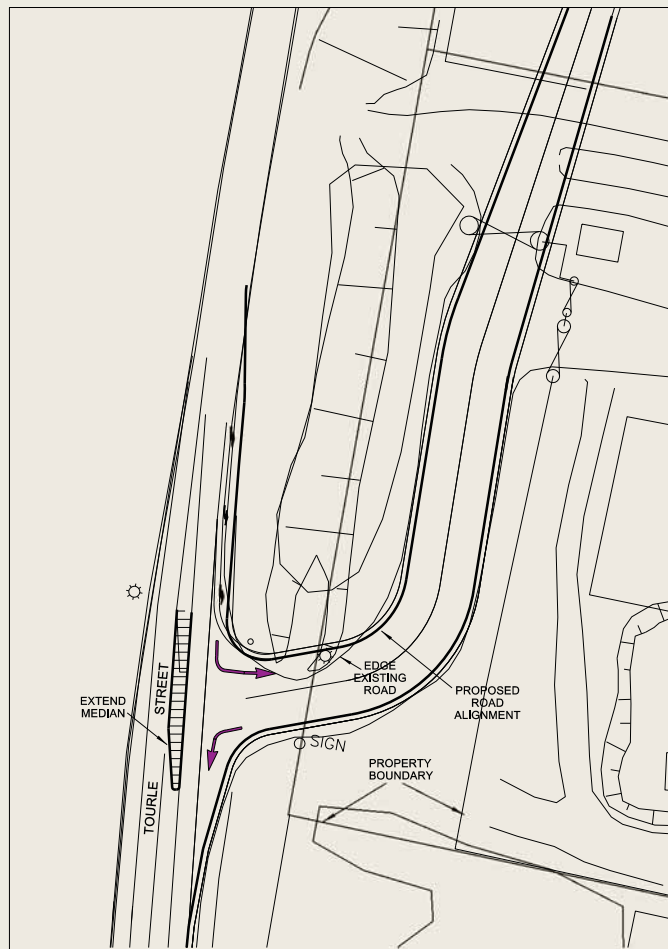 EDGE
EXISTING
ROAD
STREET
PROPOSED
ROAD
ALIGNMENT
EXTEND
MEDIAN
SIGN
PROPERTY
BOUNDARY
TOURLE